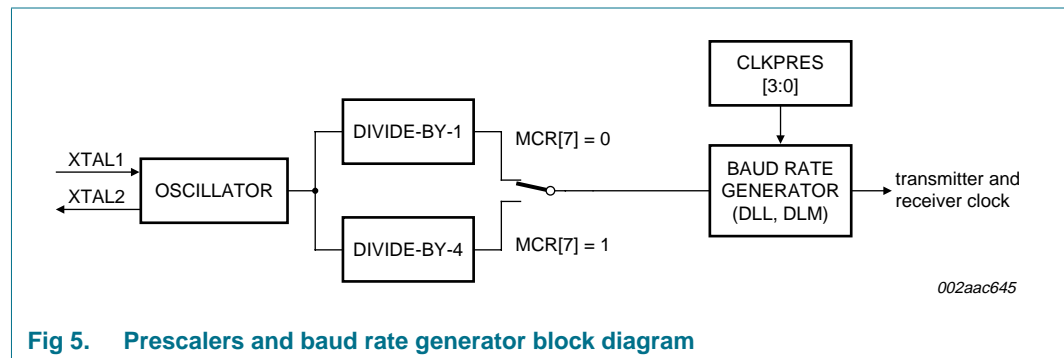 CLKPRES
[3:0]
DIVIDE-BY-1
MCR[7] = 0
XTAL1
XTAL2
OSCILLATOR
BAUD RATE
GENERATOR
(DLL, DLM)
transmitter and
receiver clock
DIVIDE-BY-4
MCR[7] = 1
002aac645
Fig 5. Prescalers and baud rate generator block diagram